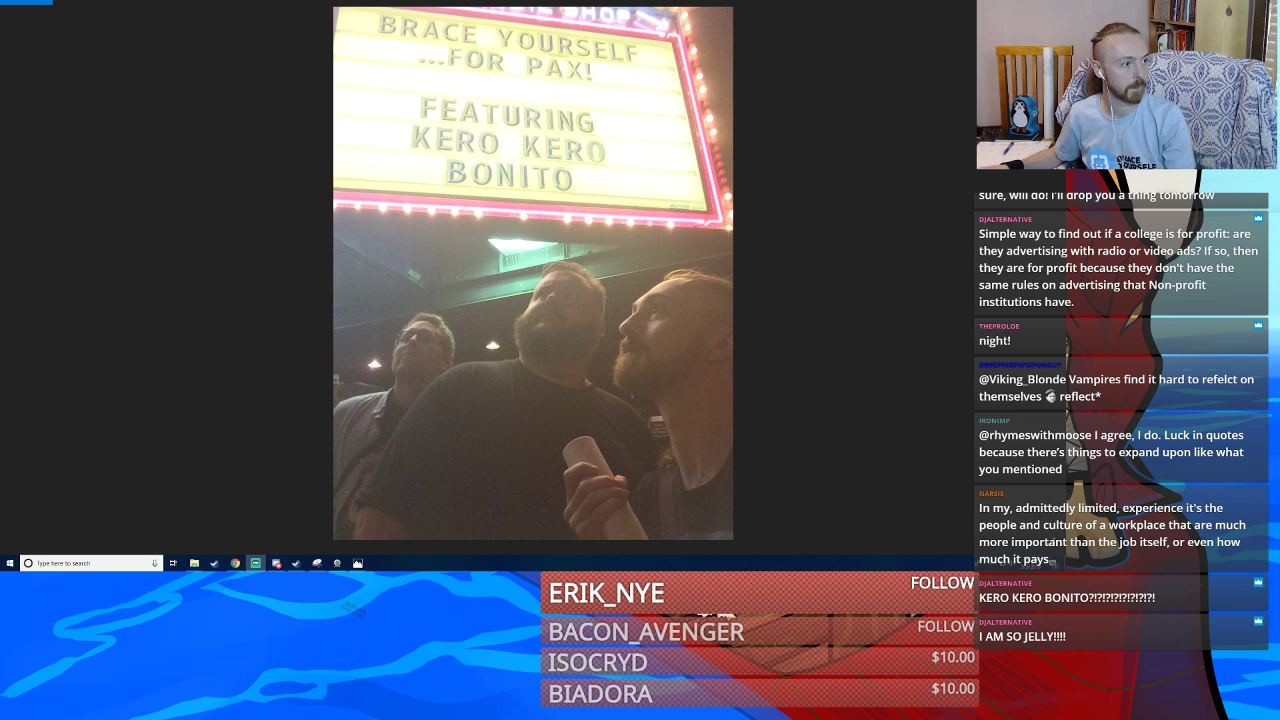 BRACE YOURSELF
...FOR PAX!
FEATURING
KERO KERO
BONITO
Type here to search
sure, will do! I'll drop you a thing tomorrow
DJALTERNATIVE
Simple way to find out if a college is for profit: are
they advertising with radio or video ads? If so, then
they are for profit because they don't have the
same rules on advertising that Non-profit
institutions have.
THEPROLOE
night!
@Viking_Blonde Vampires find it hard to refelct on
themselves reflect*
IRONIMP
@rhymeswithmoose I agree, I do. Luck in quotes
because there's things to expand upon like what
you mentioned
NARSIS
In my, admittedly limited, experience it's the
people and culture of a workplace that are much
more important than the job itself, or even how
much it pays
DJALTERNATIVE
KERO KERO BONITO?!?!?!?!?!?!?!
DJALTERNATIVE
I AM SO JELLY!!!!
ERIK_NYE FOLLOW
BACON_AVENGER FOLLOW
ISOCRYD $10.00
BIADORA $10.00